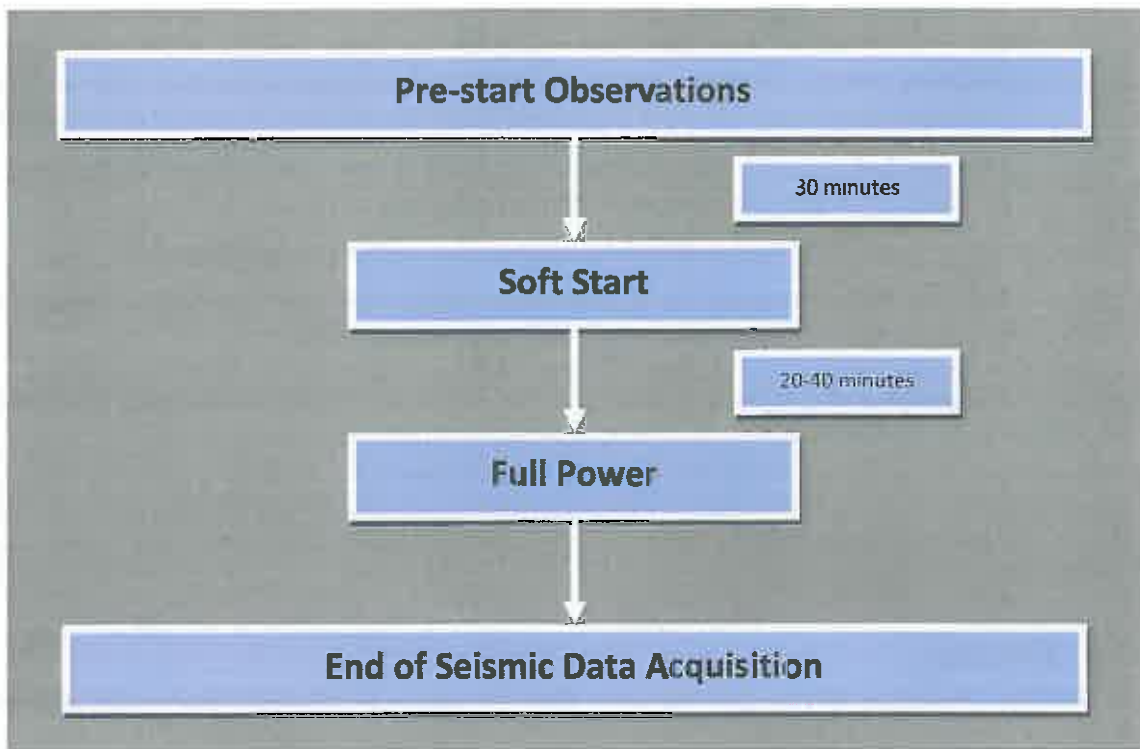 Pre-start Observations
30 minutes
Soft Start
20-40 minutes
Full Power
End of Seismic Data Acquisition